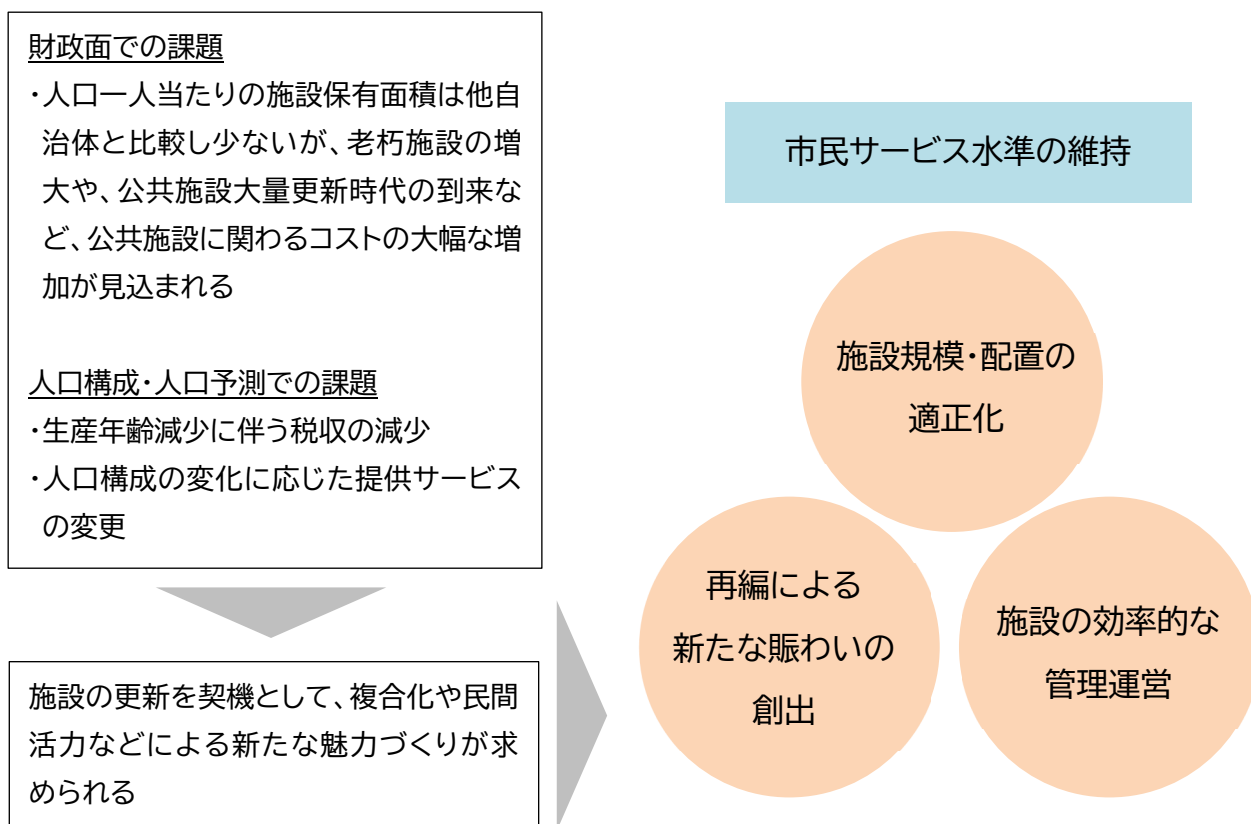 財政面での課題
・人口一人当たりの施設保有面積は他自
治体と比較し少ないが、老朽施設の増
大や、公共施設大量更新時代の到来な
ど、公共施設に関わるコストの大幅な増
加が見込まれる
人口構成・人口予測での課題
・生産年齢減少に伴う税収の減少
・人口構成の変化に応じた提供サービス
の変更
施設の更新を契機として、複合化や民間
活力などによる新たな魅力づくりが求
められる
市民サービス水準の維持
施設規模・配置の
適正化
再編による
新たな賑わいの
創出
施設の効率的な
管理運営